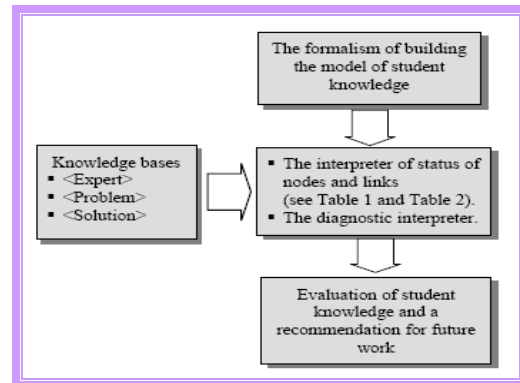 The formalism of building
the model of student
knowledge
Knowledge bases
▪ <Expert>
▪ <Problem>
▪ <Solution>
▪ The interpreter of status of
nodes and links
(see Table 1 and Table 2).
▪ The diagnostic interpreter.
Evaluation of student
knowledge and a
recommendation for future
work